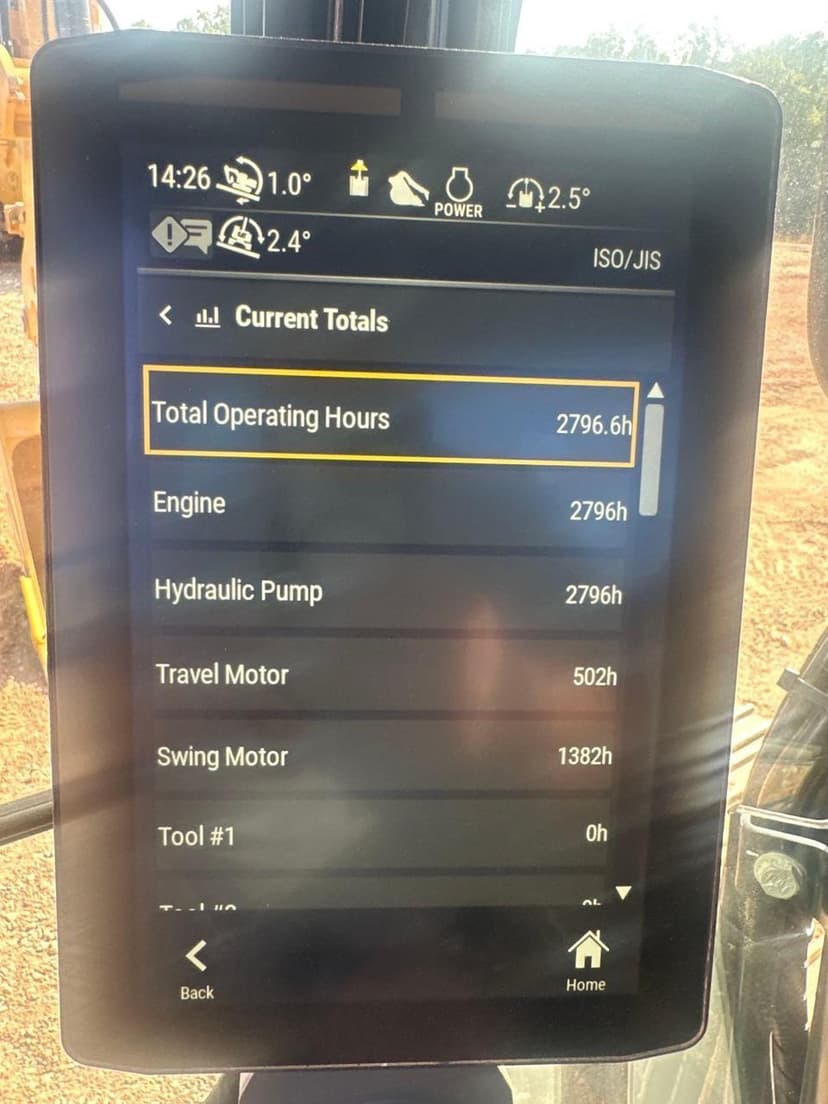 14:26 1.0° POWER 2.5°
2.4° ISO/JIS
Current Totals
Total Operating Hours 2796.6h
Engine 2796h
Hydraulic Pump 2796h
Travel Motor 502h
Swing Motor 1382h
Tool #1 0h
Back Home